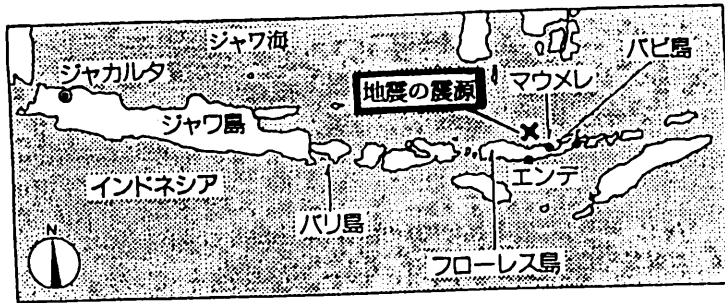 ジャワ海
ジャカルタ
地震の震源
マウメレ
バビ島
ジャワ島
エンデ
インドネシア
バリ島
フローレス島
N